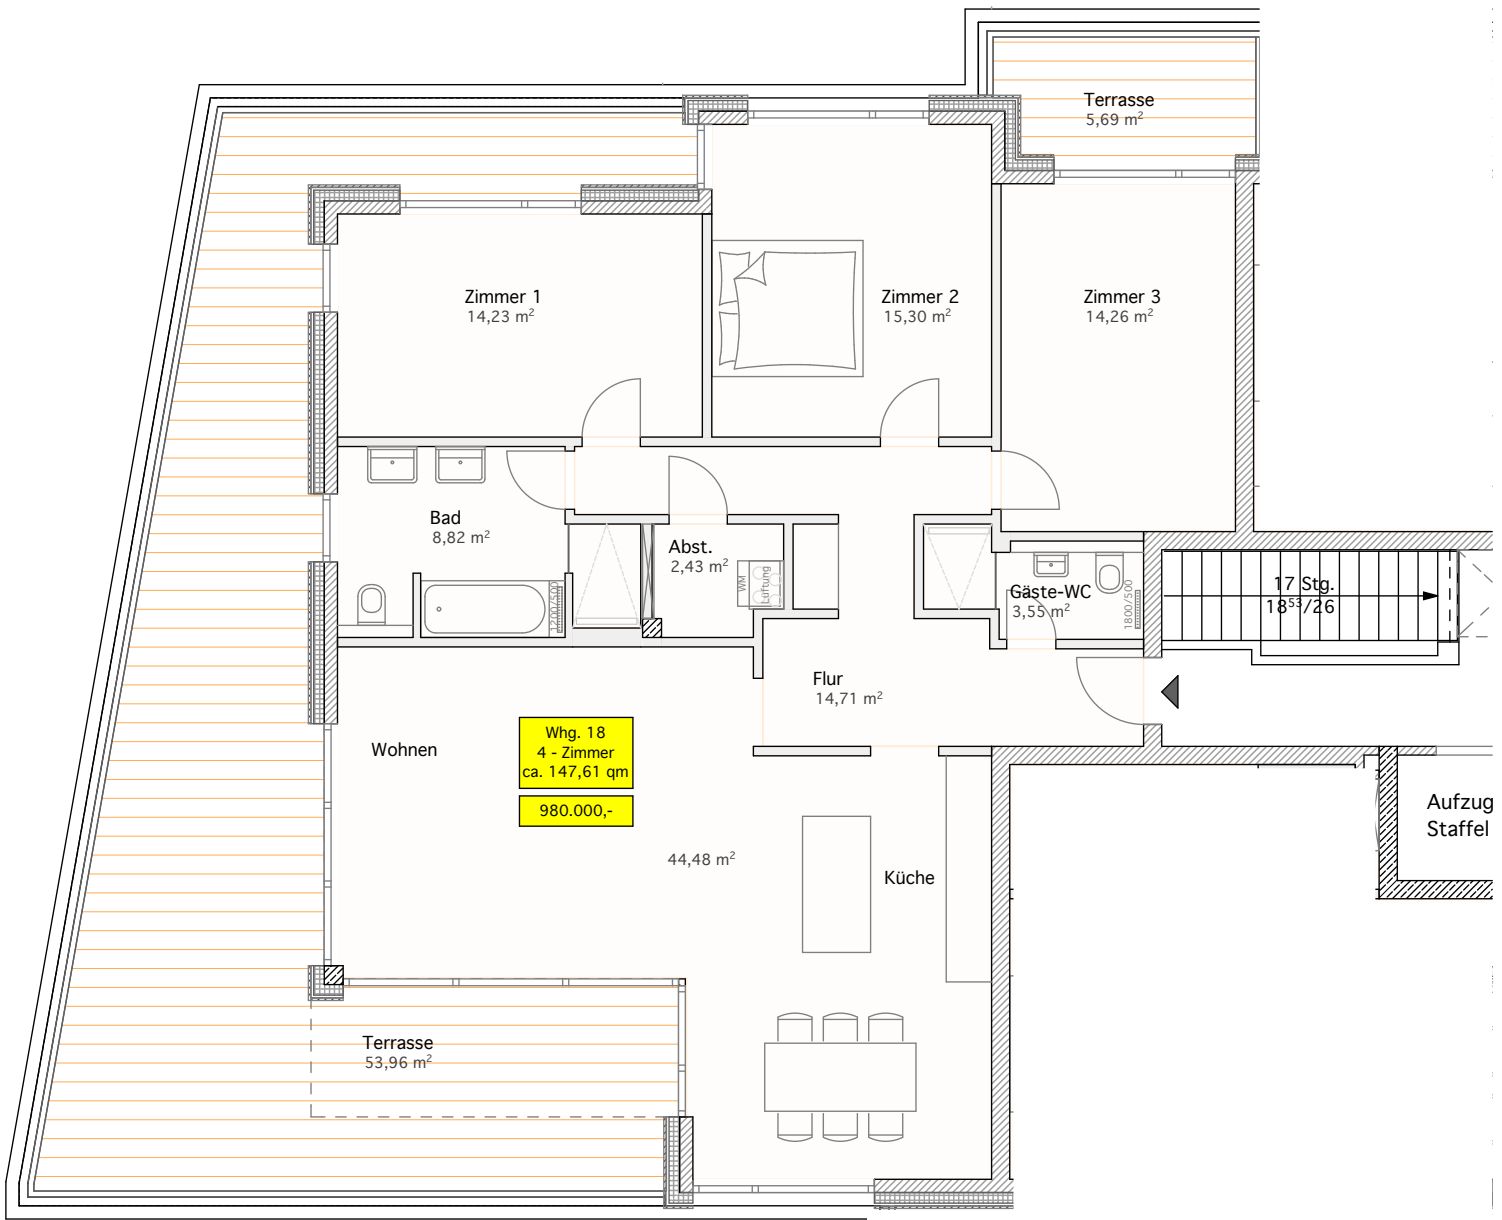 Terrasse
5,69 m²
Zimmer 1
14,23 m²
Zimmer 2
15,30 m²
Zimmer 3
14,26 m²
Bad
8,82 m²
Abst.
2,43 m²
WM
Lüftung
1200/500
Gäste-WC
3,55 m²
1800/500
17 Stg.
18⁵³/26
Flur
14,71 m²
Wohnen
Whg. 18
4 - Zimmer
ca. 147,61 qm
980.000,-
44,48 m²
Küche
Aufzug
Staffel
Terrasse
53,96 m²